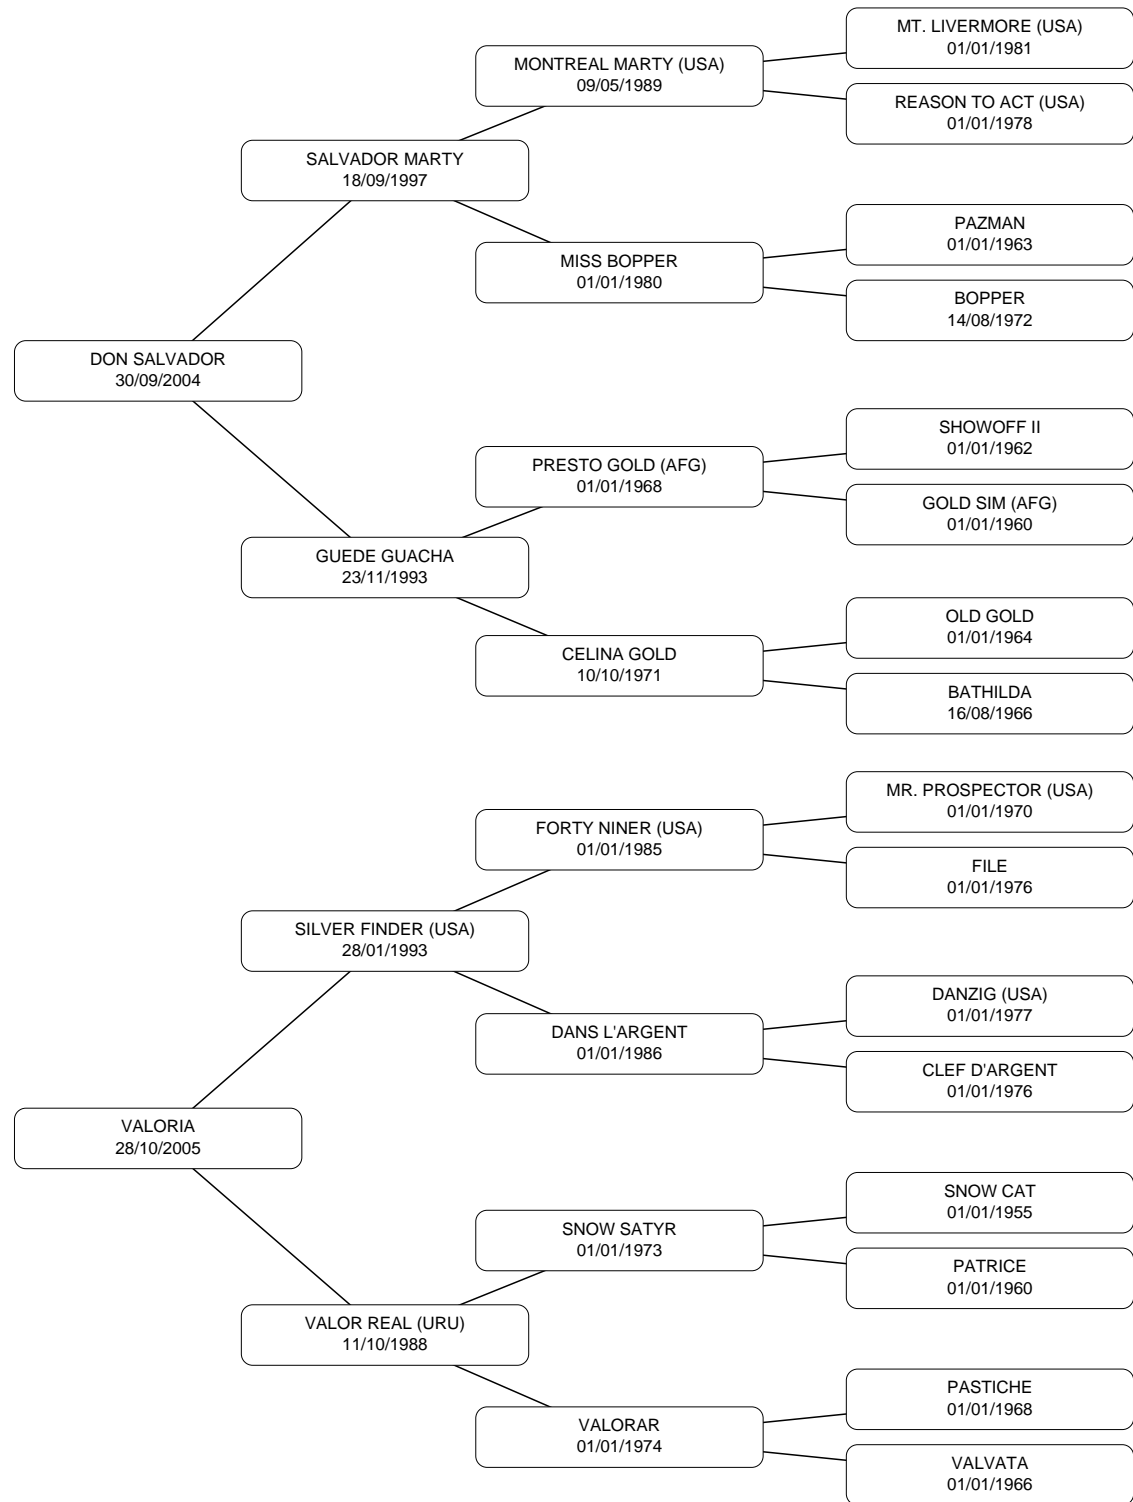 MT. LIVERMORE (USA)
01/01/1981
MONTREAL MARTY (USA)
09/05/1989
REASON TO ACT (USA)
01/01/1978
SALVADOR MARTY
18/09/1997
PAZMAN
01/01/1963
MISS BOPPER
01/01/1980
BOPPER
14/08/1972
DON SALVADOR
30/09/2004
SHOWOFF II
01/01/1962
PRESTO GOLD (AFG)
01/01/1968
GOLD SIM (AFG)
01/01/1960
GUEDE GUACHA
23/11/1993
OLD GOLD
01/01/1964
CELINA GOLD
10/10/1971
BATHILDA
16/08/1966
MR. PROSPECTOR (USA)
01/01/1970
FORTY NINER (USA)
01/01/1985
FILE
01/01/1976
SILVER FINDER (USA)
28/01/1993
DANZIG (USA)
01/01/1977
DANS L'ARGENT
01/01/1986
CLEF D'ARGENT
01/01/1976
VALORIA
28/10/2005
SNOW CAT
01/01/1955
SNOW SATYR
01/01/1973
PATRICE
01/01/1960
VALOR REAL (URU)
11/10/1988
PASTICHE
01/01/1968
VALORAR
01/01/1974
VALVATA
01/01/1966